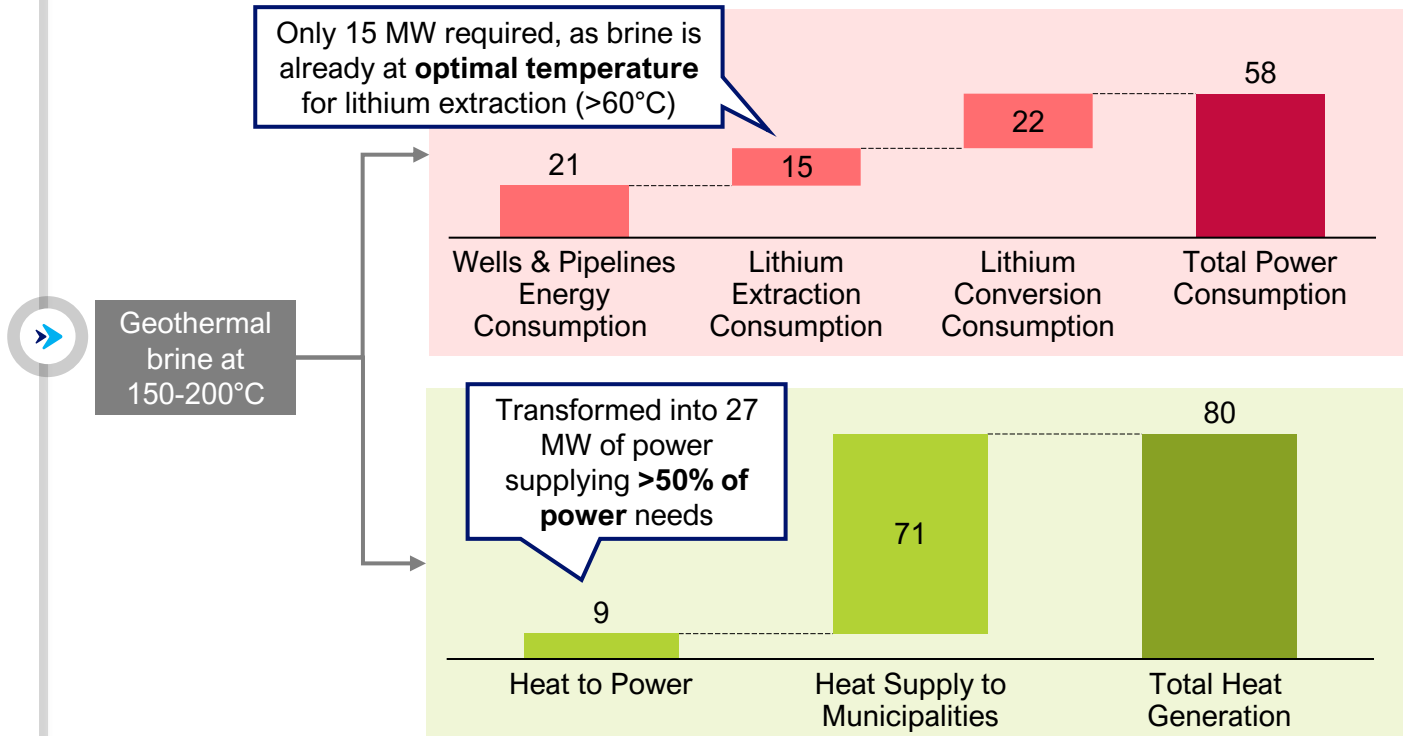 Only 15 MW required, as brine is
already at optimal temperature
for lithium extraction (>60°C)
21
15
22
58
Wells & Pipelines
Energy
Consumption
Lithium
Extraction
Consumption
Lithium
Conversion
Consumption
Total Power
Consumption
Geothermal
brine at
150-200°C
Transformed into 27
MW of power
supplying >50% of
power needs
9
71
80
Heat to Power
Heat Supply to
Municipalities
Total Heat
Generation